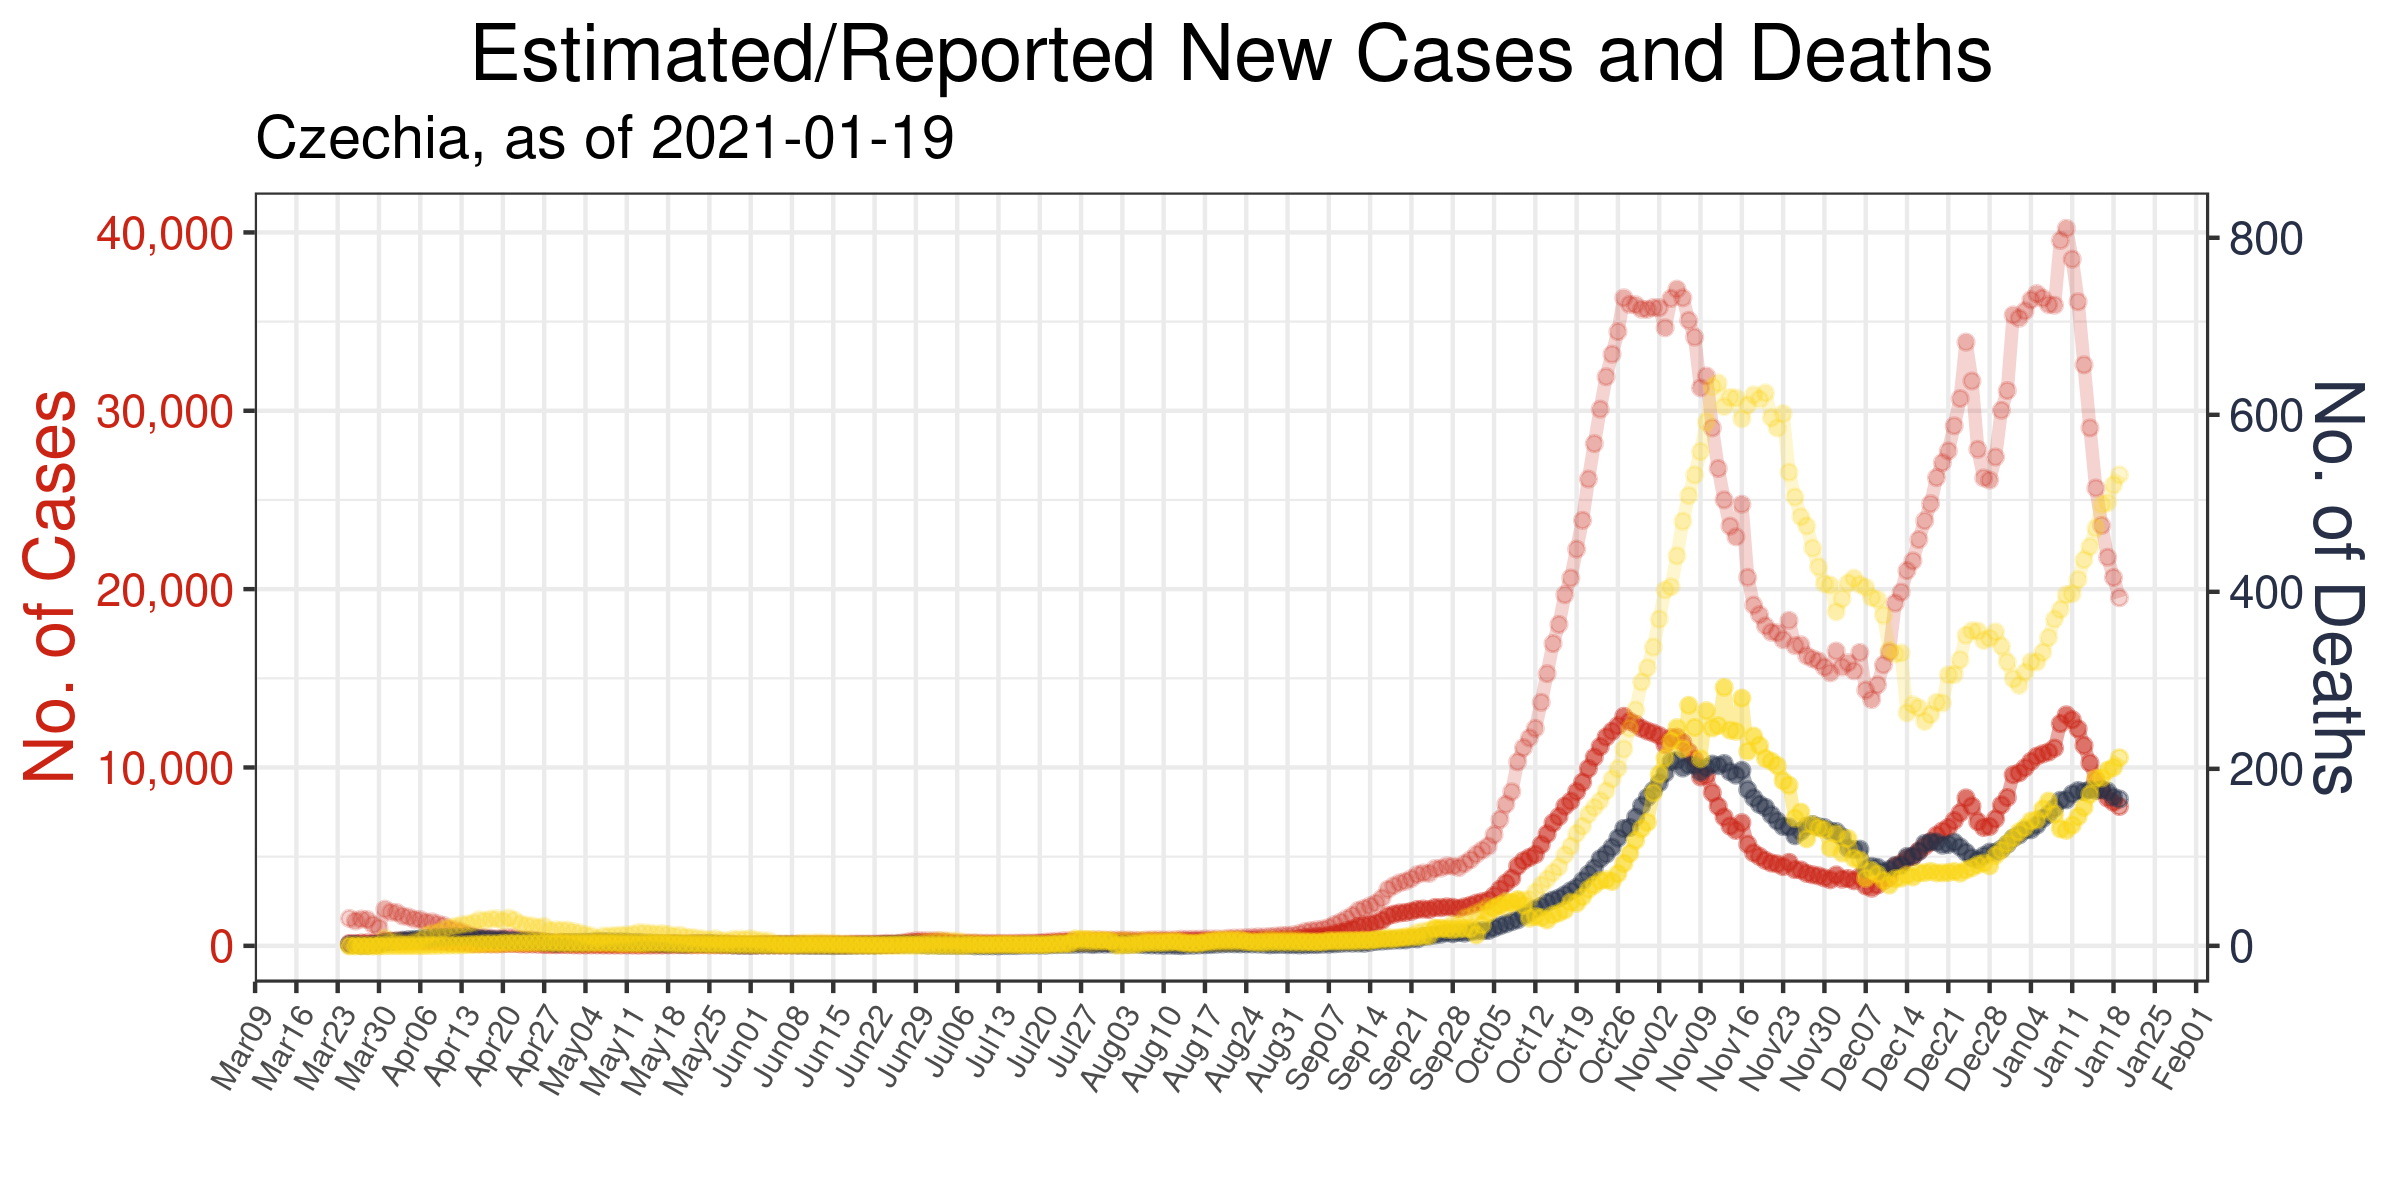 Estimated/Reported New Cases and Deaths
Czechia, as of 2021-01-19
No. of Cases
40,000
30,000
20,000
10,000
0
800
600
400
200
0
No. of Deaths
Mar09 Mar16 Mar23 Mar30 Apr06 Apr13 Apr20 Apr27 May04 May11 May18 May25 Jun01 Jun08 Jun15 Jun22 Jun29 Jul06 Jul13 Jul20 Jul27 Aug03 Aug10 Aug17 Aug24 Aug31 Sep07 Sep14 Sep21 Sep28 Oct05 Oct12 Oct19 Oct26 Nov02 Nov09 Nov16 Nov23 Nov30 Dec07 Dec14 Dec21 Dec28 Jan04 Jan11 Jan18 Jan25 Feb01